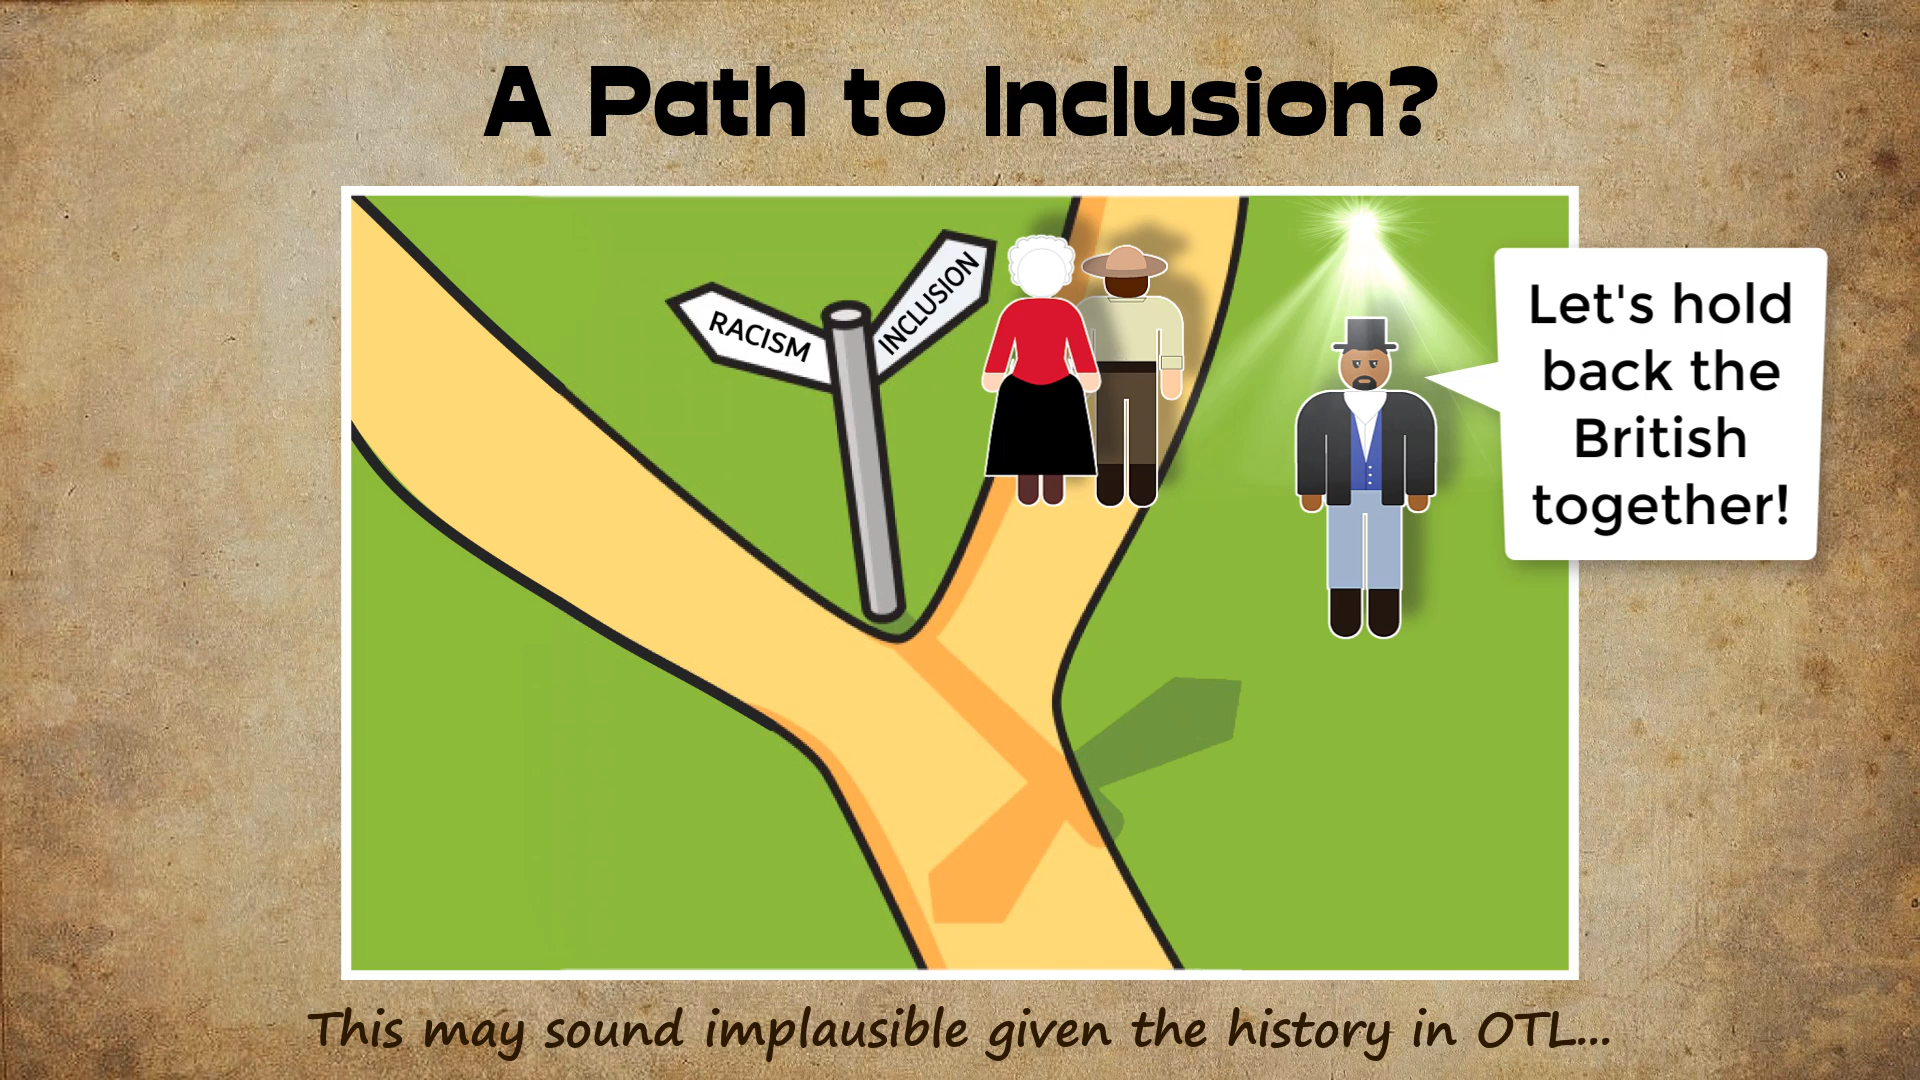 A Path to Inclusion?
RACISM
INCLUSION
Let's hold
back the
British
together!
This may sound implausible given the history in OTL...